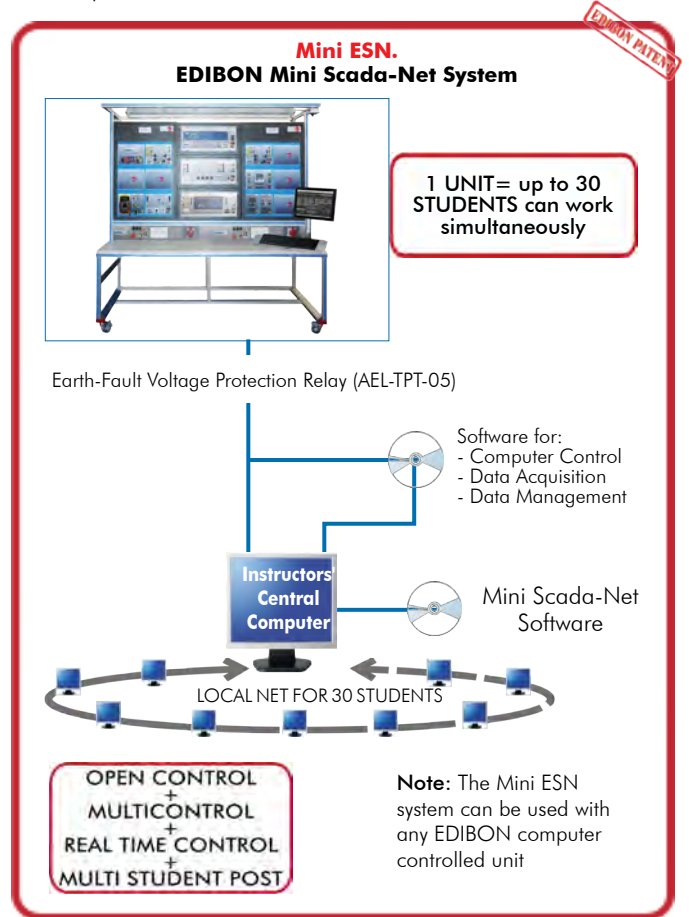 EDIBON PATENT
Mini ESN.
EDIBON Mini Scada-Net System
1 UNIT= up to 30
STUDENTS can work
simultaneously
Earth-Fault Voltage Protection Relay (AEL-TPT-05)
Software for:
- Computer Control
- Data Acquisition
- Data Management
Instructors'
Central
Computer
Mini Scada-Net
Software
LOCAL NET FOR 30 STUDENTS
OPEN CONTROL
+
MULTICONTROL
+
REAL TIME CONTROL
+
MULTI STUDENT POST
Note: The Mini ESN
system can be used with
any EDIBON computer
controlled unit